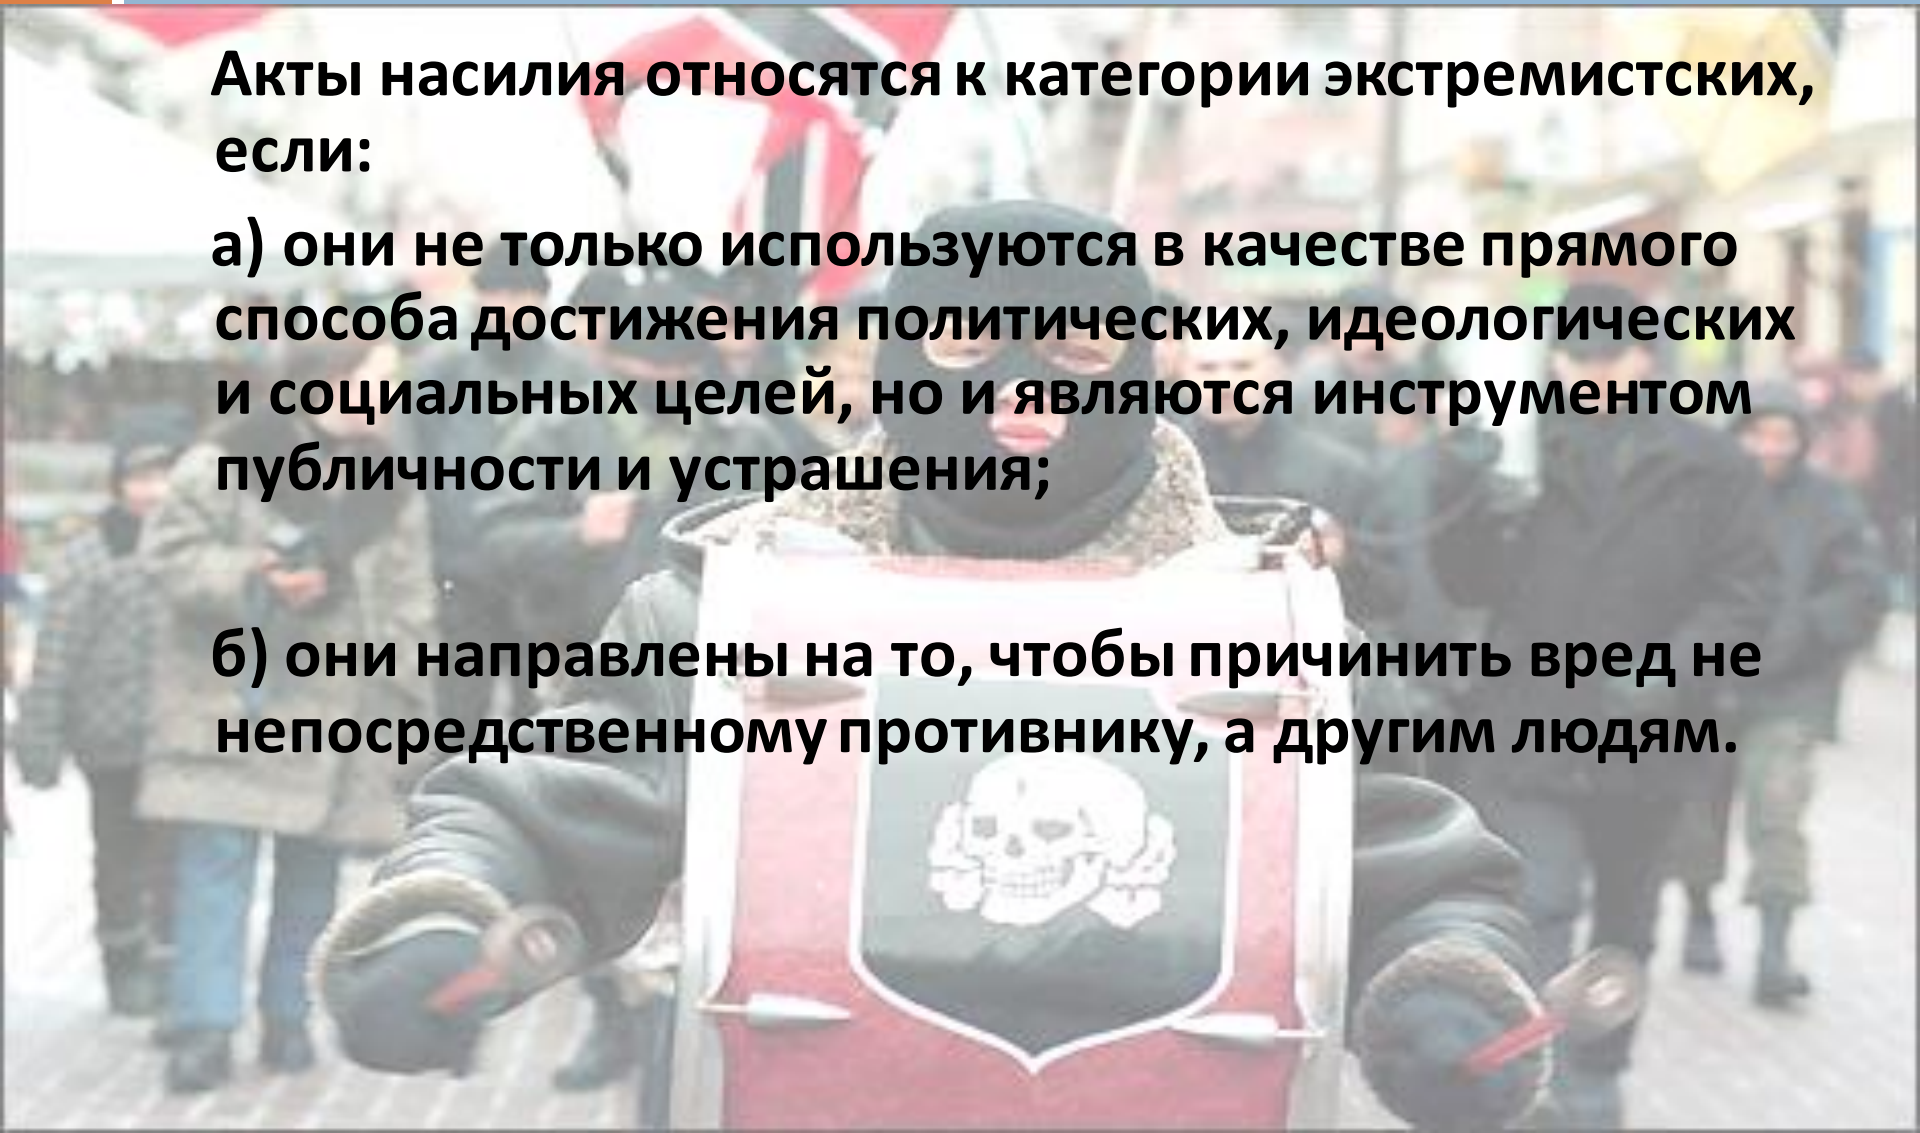 Акты насилия относятся к категории экстремистских,
если:
а) они не только используются в качестве прямого
способа достижения политических, идеологических
и социальных целей, но и являются инструментом
публичности и устрашения;
б) они направлены на то, чтобы причинить вред не
непосредственному противнику, а другим людям.